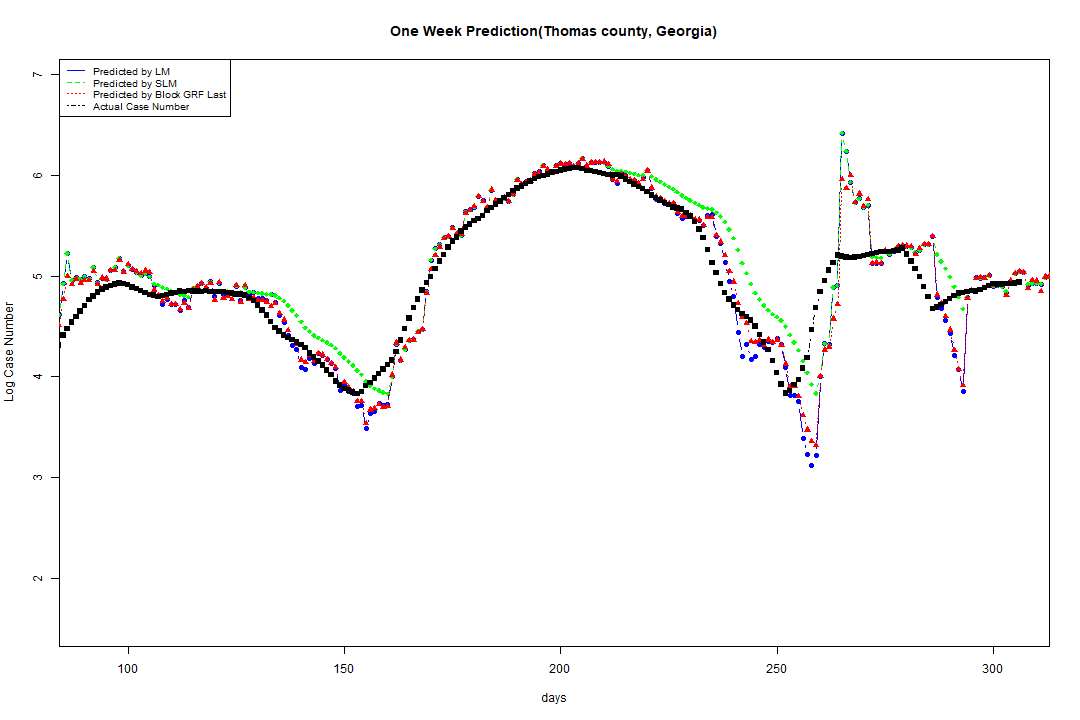 One Week Prediction(Thomas county, Georgia)
Predicted by LM
Predicted by SLM
Predicted by Block GRF Last
Actual Case Number
7
6
5
4
3
2
Log Case Number
100 150 200 250 300
days